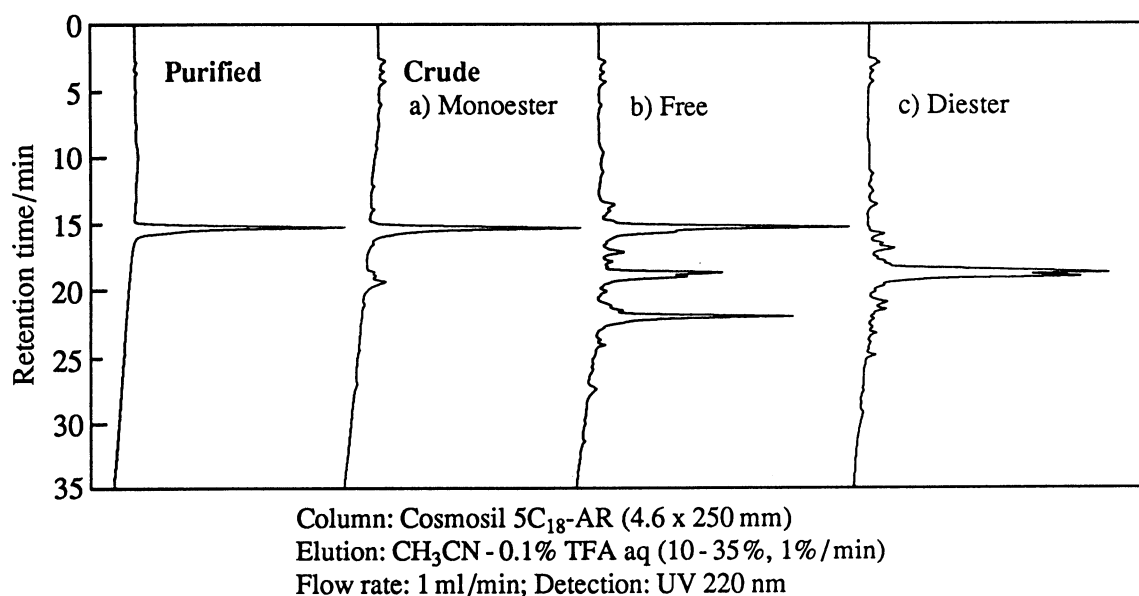 0
5
10
15
20
25
30
35
Retention time/min
Purified
Crude
a) Monoester
b) Free
c) Diester
Column: Cosmosil 5C₁₈-AR (4.6 x 250 mm)
Elution: CH₃CN - 0.1% TFA aq (10 - 35%, 1%/min)
Flow rate: 1 ml/min; Detection: UV 220 nm